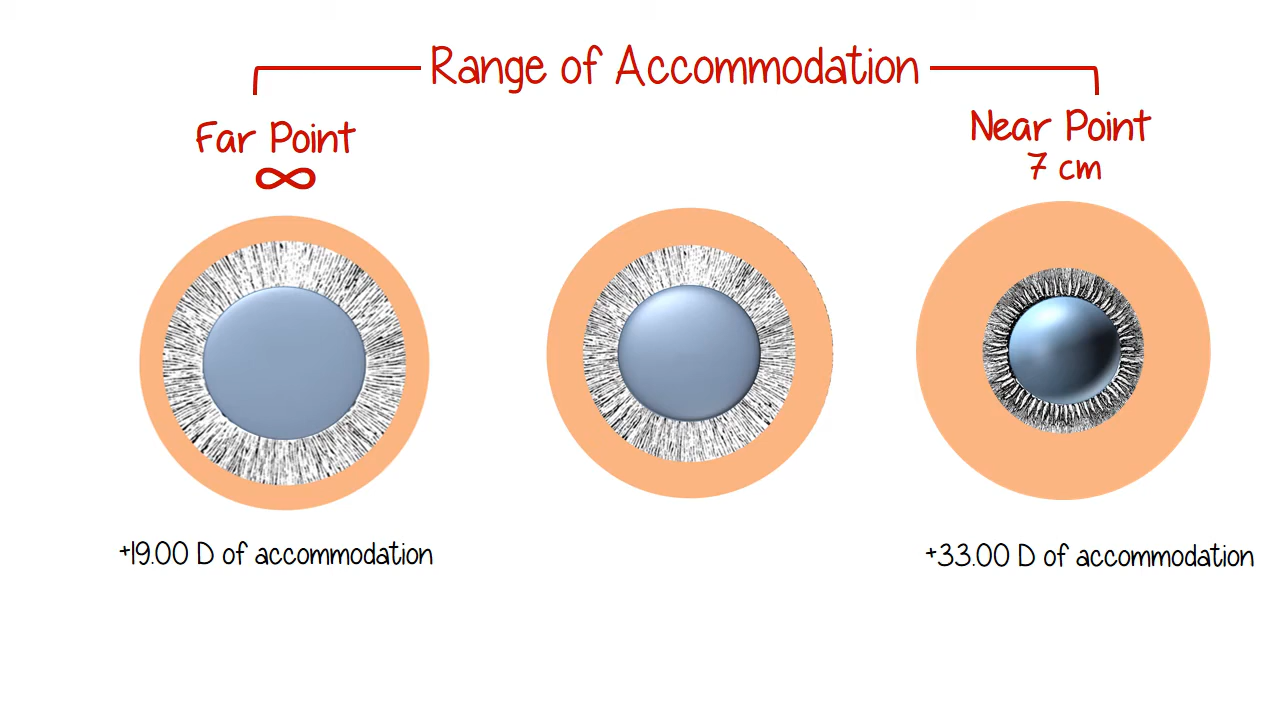 Range of Accommodation
Far Point
∞
Near Point
7 cm
+19.00 D of accommodation
+33.00 D of accommodation